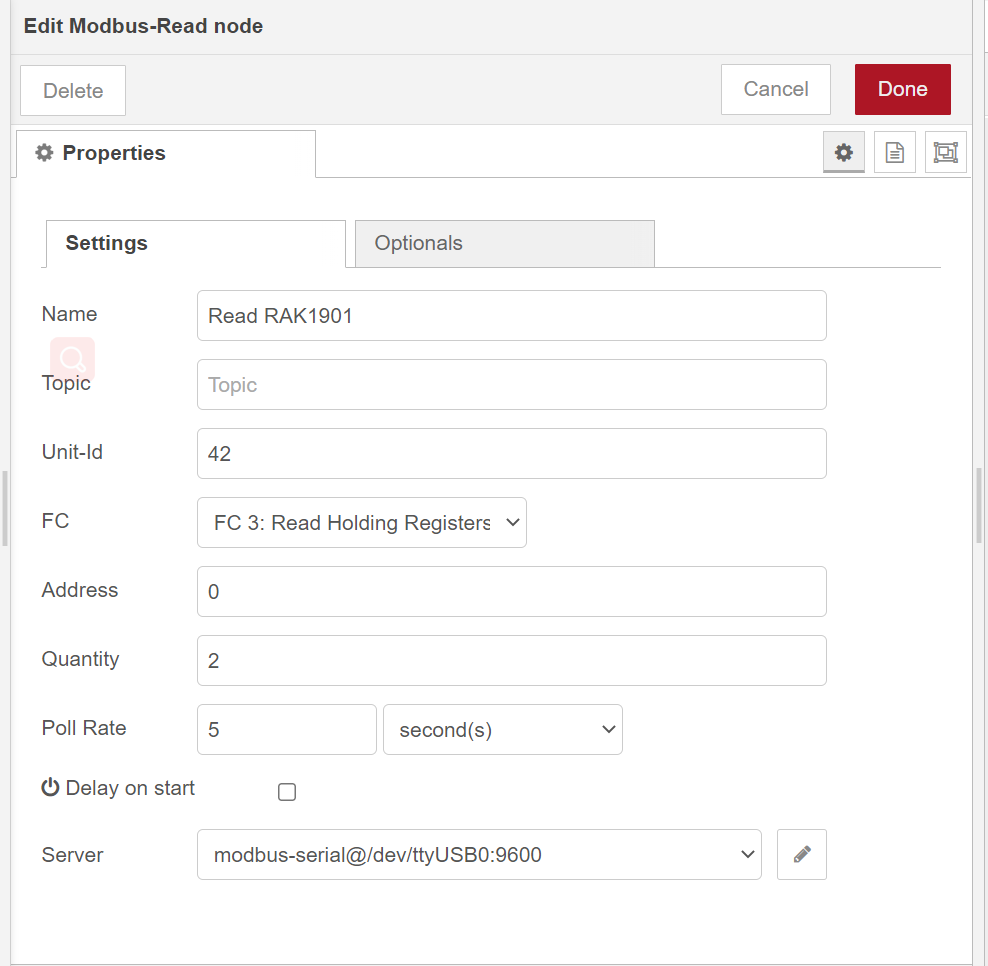 Edit Modbus-Read node
Delete
Cancel
Done
Properties
Settings
Optionals
Name
Read RAK1901
Topic
Topic
Unit-Id
42
FC
FC 3: Read Holding Registers
Address
0
Quantity
2
Poll Rate
5
second(s)
Delay on start
Server
modbus-serial@/dev/ttyUSB0:9600